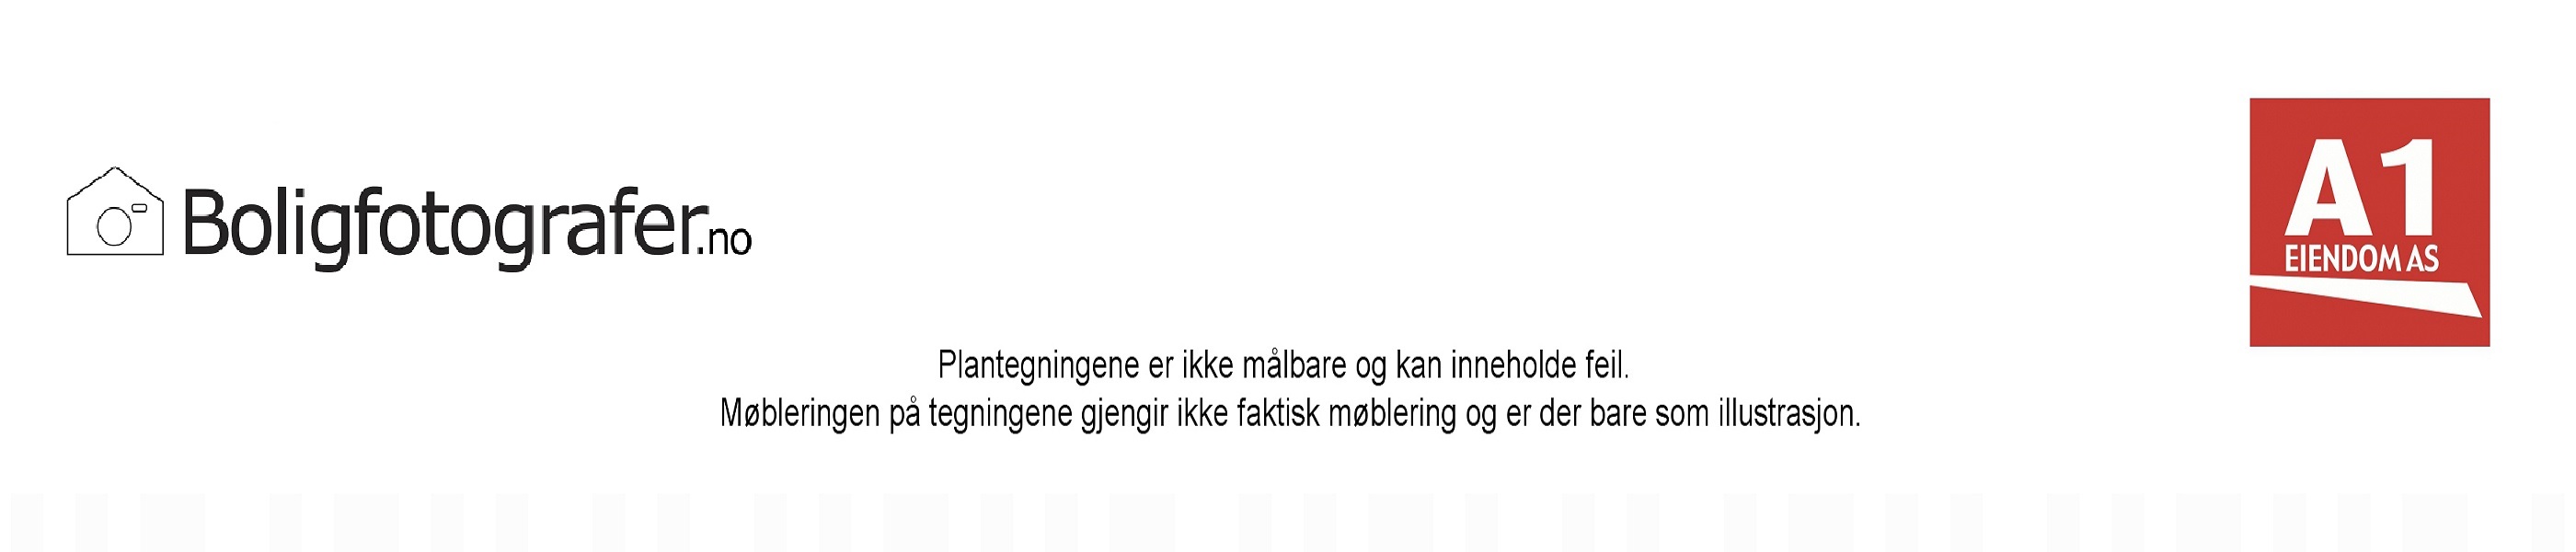 Boligfotografer.no
A1
EIENDOM AS
Plantegningene er ikke målbare og kan inneholde feil.
Møbleringen på tegningene gjengir ikke faktisk møblering og er der bare som illustrasjon.